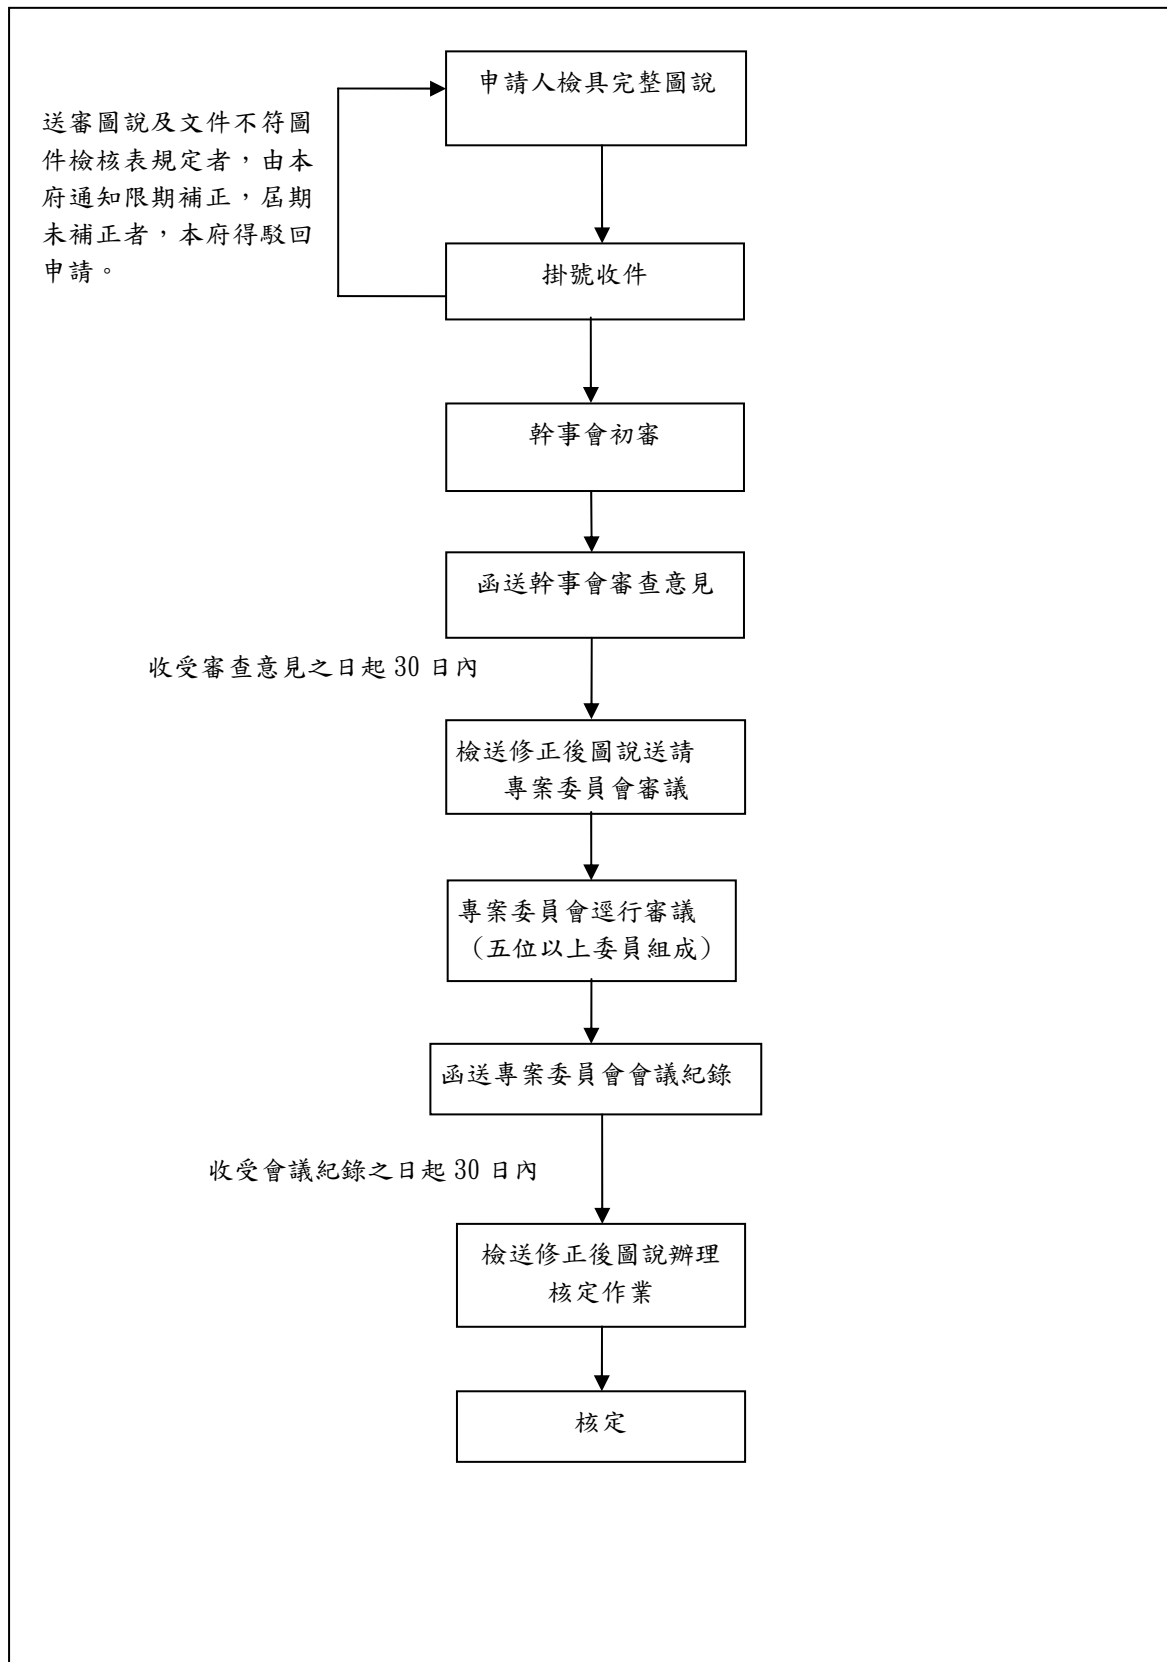 申請人檢具完整圖說
送審圖說及文件不符圖
件檢核表規定者，由本
府通知限期補正，屆期
未補正者，本府得駁回
申請。
掛號收件
幹事會初審
函送幹事會審查意見
收受審查意見之日起 30 日內
檢送修正後圖說送請
專案委員會審議
專案委員會逕行審議
（五位以上委員組成）
函送專案委員會會議紀錄
收受會議紀錄之日起 30 日內
檢送修正後圖說辦理
核定作業
核定